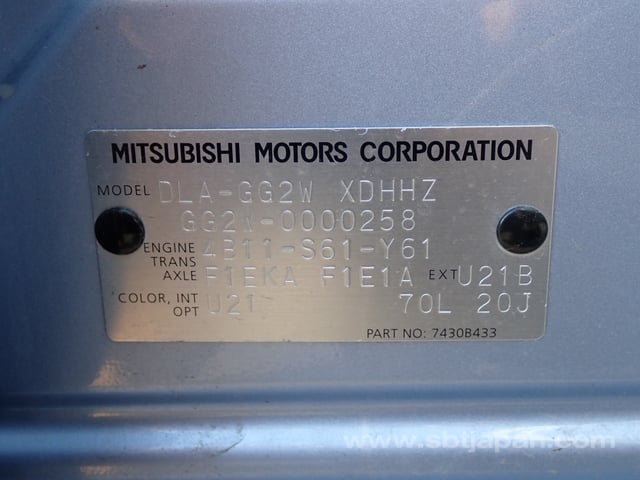 MITSUBISHI MOTORS CORPORATION
MODEL DLA-GG2W XDHHZ
GG2W-0000258
ENGINE 4B11-S61-Y61
TRANS
AXLE F1EKA F1E1A EXT U21B
COLOR, INT U21 70L 20J
OPT
PART NO: 7430B433
www.sbtjapan.com